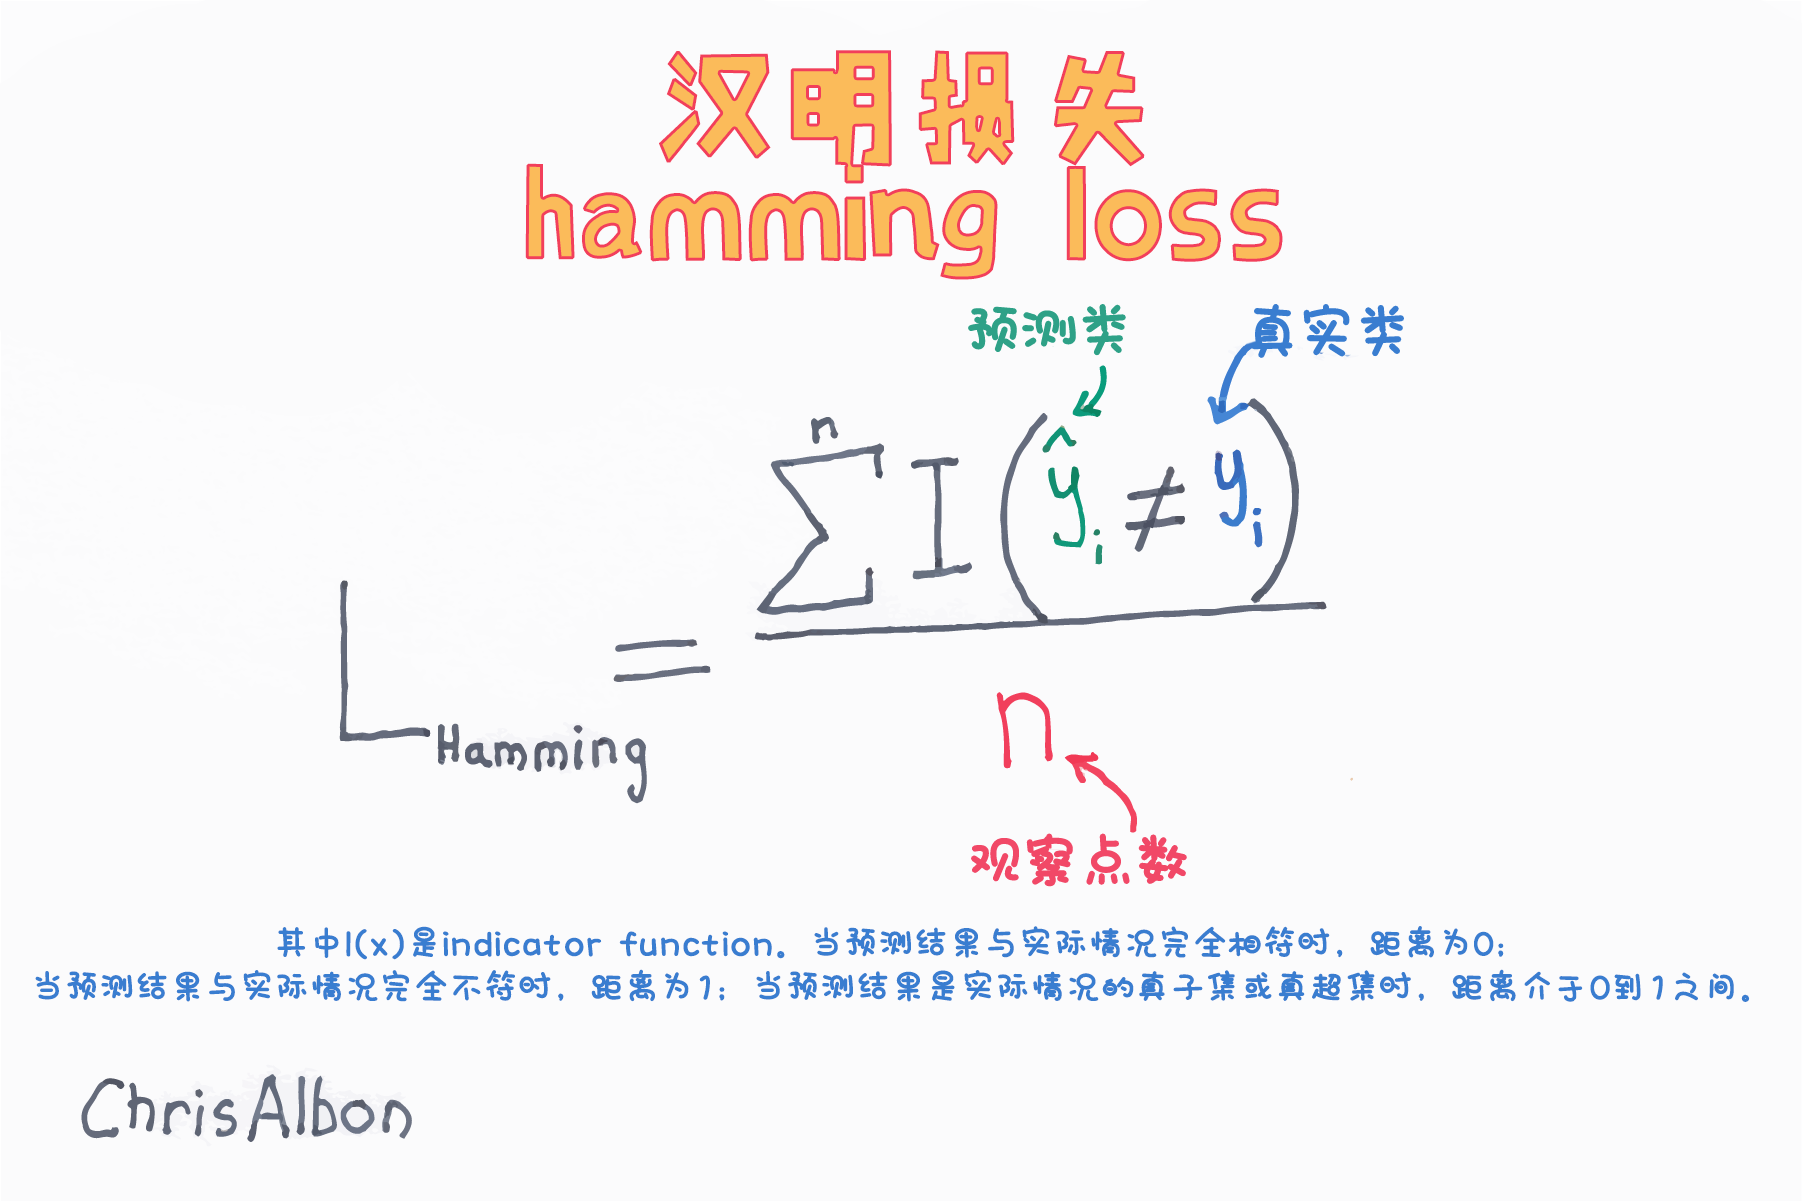 汉明损失
hamming loss
预测类 真实类
L_Hamming = \frac{\sum^n I(\hat{y}_i ≠ y_i)}{n}
观察点数
其中I(x)是indicator function。当预测结果与实际情况完全相符时，距离为0；
当预测结果与实际情况完全不符时，距离为1；当预测结果是实际情况的真子集或真超集时，距离介于0到1之间。
ChrisAlbon